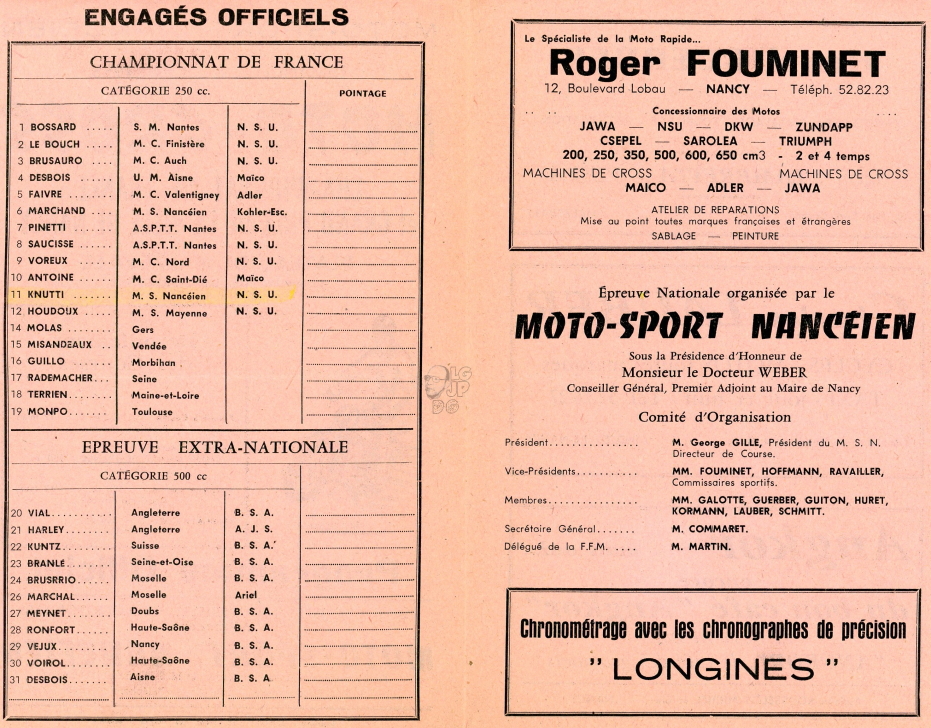 ENGAGÉS OFFICIELS
CHAMPIONNAT DE FRANCE
CATÉGORIE 250 cc.
POINTAGE
1 BOSSARD ..... S. M. Nantes N. S. U.
2 LE BOUCH ..... M. C. Finistère N. S. U.
3 BRUSAURO .... M. C. Auch N. S. U.
4 DESBOIS ...... U. M. Aisne Maïco
5 FAIVRE ........ M. C. Valentigney Adler
6 MARCHAND .... M. S. Nancéien Kohler-Esc.
7 PINETTI ....... A.S.P.T.T. Nantes N. S. U.
8 SAUCISSE ..... A.S.P.T.T. Nantes N. S. U.
9 VOREUX ...... M. C. Nord N. S. U.
10 ANTOINE ...... M. C. Saint-Dié Maïco
11 KNUTTI ....... M. S. Nancéien N. S. U.
12 HOUDOUX ..... M. S. Mayenne N. S. U.
14 MOLAS ........ Gers
15 MISANDEAUX .. Vendée
16 GUILLO ....... Morbihan
17 RADEMACHER... Seine
18 TERRIEN....... Maine-et-Loire
19 MONPO....... Toulouse
EPREUVE EXTRA-NATIONALE
CATÉGORIE 500 cc
20 VIAL........... Angleterre B. S. A.
21 HARLEY........ Angleterre A. J. S.
22 KUNTZ......... Suisse B. S. A.
23 BRANLÉ........ Seine-et-Oise B. S. A.
24 BRUSRRIO...... Moselle B. S. A.
26 MARCHAL...... Moselle Ariel
27 MEYNET....... Doubs B. S. A.
28 RONFORT...... Haute-Saône B. S. A.
29 VEJUX......... Nancy B. S. A.
30 VOIROL........ Haute-Saône B. S. A.
31 DESBOIS....... Aisne B. S. A
Le Spécialiste de la Moto Rapide...
Roger FOUMINET
12, Boulevard Lobau — NANCY — Téléph. 52.82.23
Concessionnaire des Motos
JAWA — NSU — DKW — ZUNDAPP
CSEPEL — SAROLEA — TRIUMPH
200, 250, 350, 500, 600, 650 cm3 - 2 et 4 temps
MACHINES DE CROSS MACHINES DE CROSS
MAICO — ADLER — JAWA
ATELIER DE REPARATIONS
Mise au point toutes marques françaises et étrangères
SABLAGE — PEINTURE
Épreuve Nationale organisée par le
MOTO-SPORT NANCÉIEN
Sous la Présidence d'Honneur de
Monsieur le Docteur WEBER
Conseiller Général, Premier Adjoint au Maire de Nancy
Comité d'Organisation
Président................ M. George GILLE, Président du M. S. N.
Directeur de Course.
Vice-Présidents........... MM. FOUMINET, HOFFMANN, RAVAILLER,
Commissaires sportifs.
Membres................ MM. GALOTTE, GUERBER, GUITON, HURET,
KORMANN, LAUBER, SCHMITT.
Secrétoire Général....... M. COMMARET.
Délégué de la F.F.M. .... M. MARTIN.
Chronométrage avec les chronographes de précision
" LONGINES "
LG
JP
DG